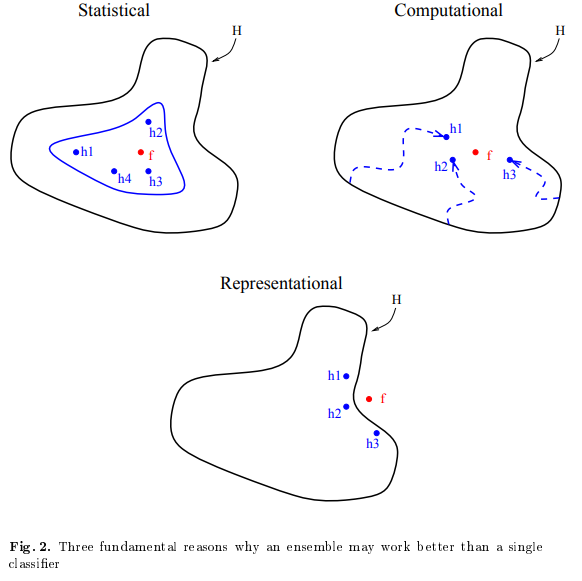 Statistical
H
h2
h1
f
h4
h3
Computational
H
h1
h2
f
h3
Representational
H
h1
f
h2
h3
Fig. 2. Three fundamental reasons why an ensemble may work better than a single
classifier